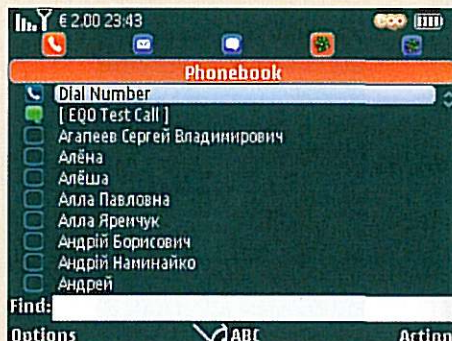 € 2.00 23:43
eqo
Phonebook
Dial Number
[ EQO Test Call ]
Агапеев Сергей Владимирович
Алёна
Алёша
Алла Павловна
Алла Яремчук
Андрій Борисович
Андрій Наминайко
Андрей
Find:
Options ABC Action